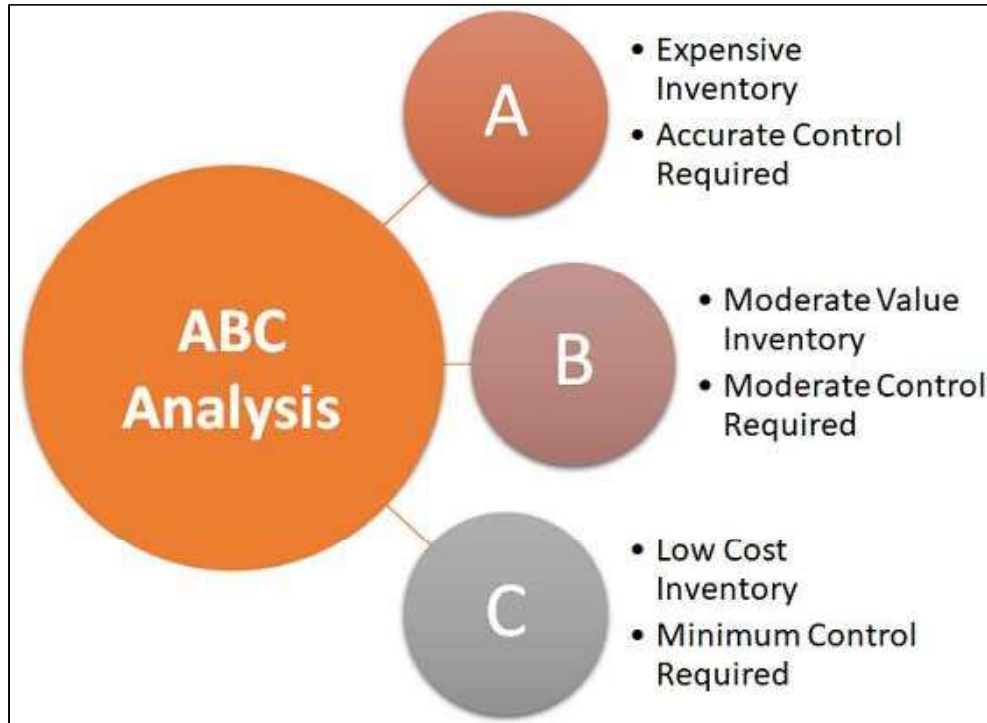 ABC
Analysis
A
• Expensive
Inventory
• Accurate Control
Required
B
• Moderate Value
Inventory
• Moderate Control
Required
C
• Low Cost
Inventory
• Minimum Control
Required